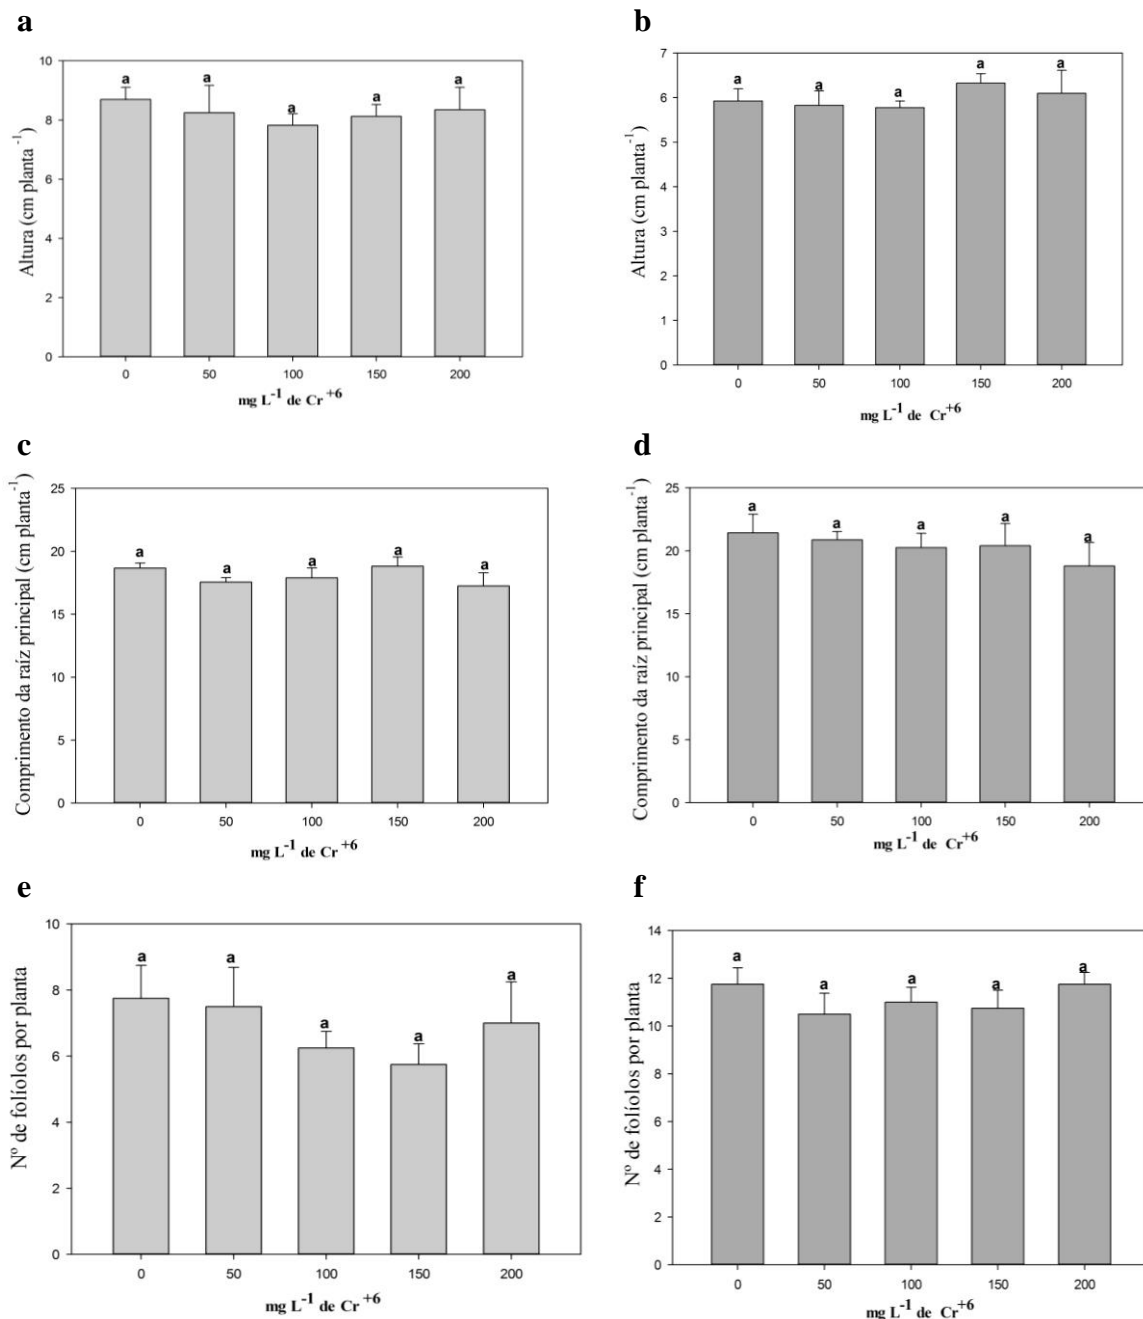 a
10
8
6
4
2
0
Altura (cm planta ⁻¹)
a a a a a
0 50 100 150 200
mg L⁻¹ de Cr⁺⁶
b
7
6
5
4
3
2
1
0
Altura (cm planta⁻¹)
a a a a a
0 50 100 150 200
mg L⁻¹ de Cr⁺⁶
c
25
20
15
10
5
0
Comprimento da raíz principal (cm planta⁻¹)
a a a a a
0 50 100 150 200
mg L⁻¹ de Cr⁺⁶
d
25
20
15
10
5
0
Comprimento da raíz principal (cm planta⁻¹)
a a a a a
0 50 100 150 200
mg L⁻¹ de Cr⁺⁶
e
10
8
6
4
2
0
Nº de folíolos por planta
a a a a a
0 50 100 150 200
mg L⁻¹ de Cr⁺⁶
f
14
12
10
8
6
4
2
0
Nº de folíolos por planta
a a a a a
0 50 100 150 200
mg L⁻¹ de Cr⁺⁶